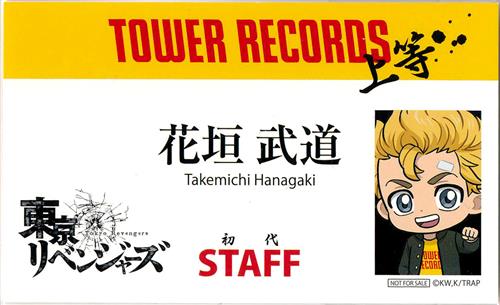 TOWER RECORDS
上等
花垣 武道
Takemichi Hanagaki
東京
Tokyo Revengers
リベンジャーズ
初代
STAFF
TOWER
RECORDS
NOT FOR SALE ©KW,K/TRAP